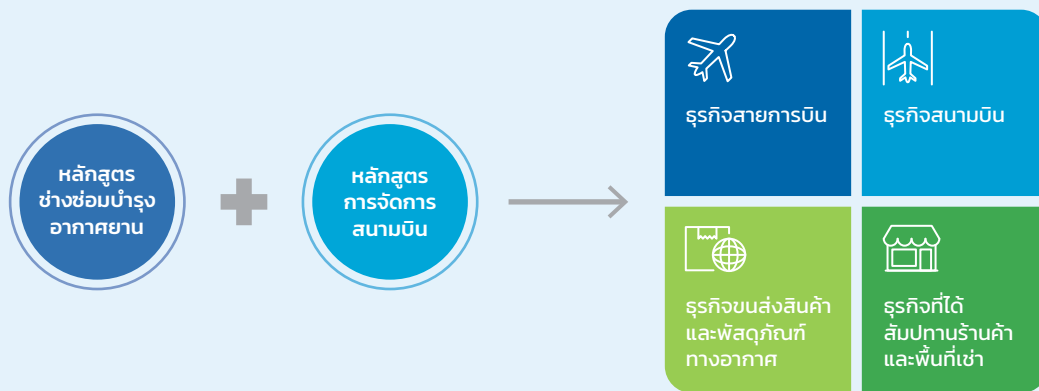 หลักสูตร
ช่างซ่อมบำรุง
อากาศยาน
หลักสูตร
การจัดการ
สนามบิน
ธุรกิจสายการบิน
ธุรกิจสนามบิน
ธุรกิจขนส่งสินค้า
และพัสดุภัณฑ์
ทางอากาศ
ธุรกิจที่ได้
สัมปทานร้านค้า
และพื้นที่เช่า